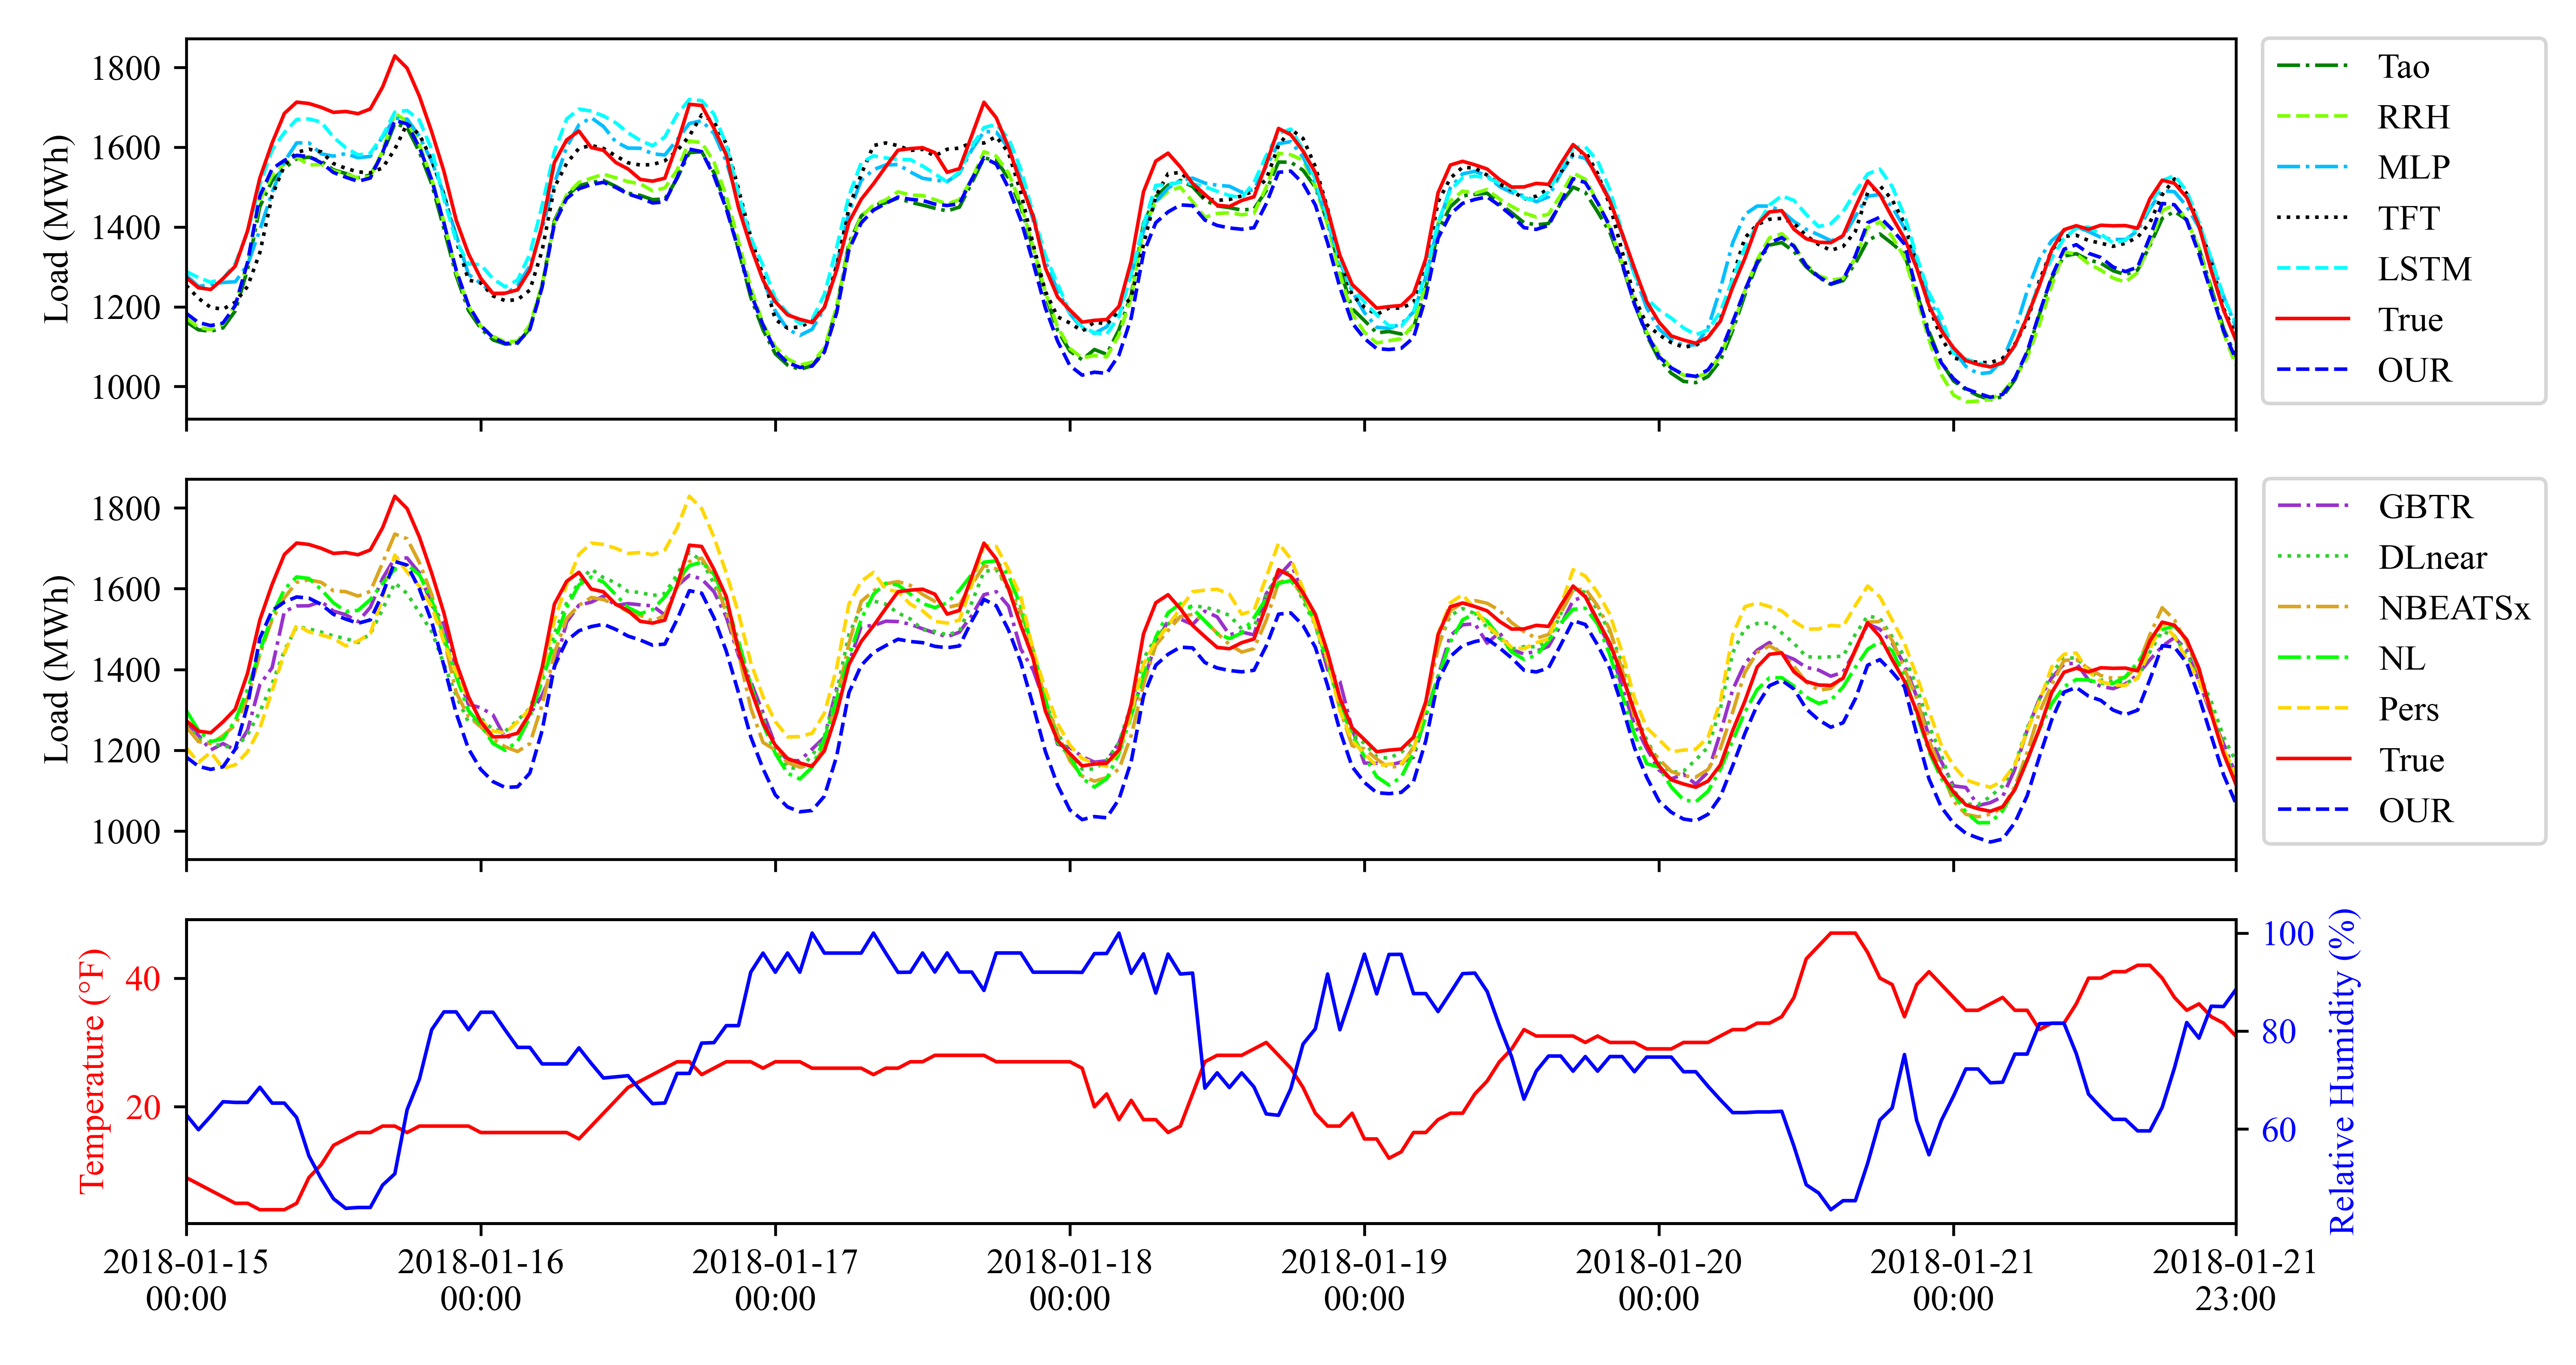 1800
1600
1400
1200
1000
Load (MWh)
Tao
RRH
MLP
TFT
LSTM
True
OUR
1800
1600
1400
1200
1000
Load (MWh)
GBTR
DLnear
NBEATSx
NL
Pers
True
OUR
40
20
Temperature (°F)
100
80
60
Relative Humidity (%)
2018-01-15 2018-01-16 2018-01-17 2018-01-18 2018-01-19 2018-01-20 2018-01-21 2018-01-21
00:00 00:00 00:00 00:00 00:00 00:00 00:00 23:00